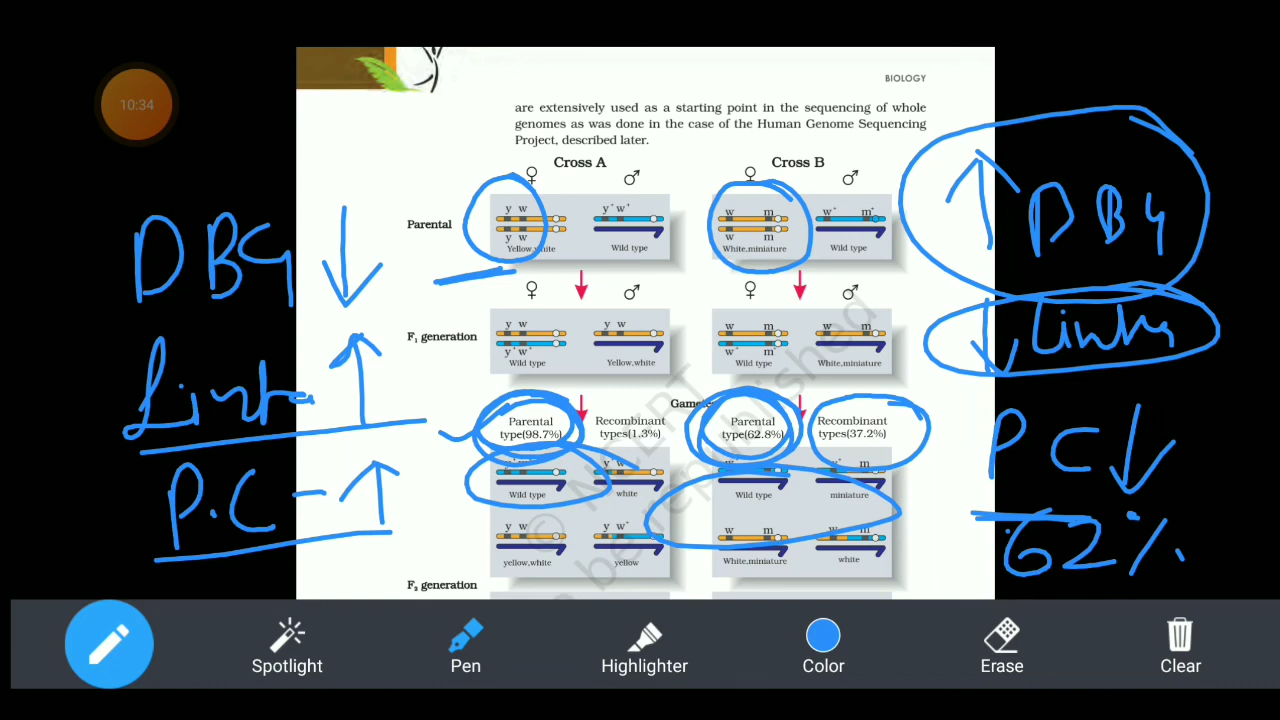 10:34
BIOLOGY
are extensively used as a starting point in the sequencing of whole
genomes as was done in the case of the Human Genome Sequencing
Project, described later.
Cross A Cross B
♀ ♂ ♀ ♂
y w y⁺ w⁺ w m w⁺ m⁺
Parental
y w w m
Yellow,white Wild type White,miniature Wild type
DBG ↓
↑ DBG
♀ ♂ ♀ ♂
y w y w w m w m
F₁ generation
y⁺ w⁺ w⁺ m⁺
Wild type Yellow,white Wild type White,miniature
↑
↓
Parental Recombinant Parental Recombinant
type(98.7%) types(1.3%) type(62.8%) types(37.2%)
P.C - ↑
PC ↓
62%
Wild type white Wild type miniature
y w y w⁺ w m
yellow,white yellow White,miniature white
© NCERT
be republished
F₂ generation
Spotlight Pen Highlighter Color Erase Clear